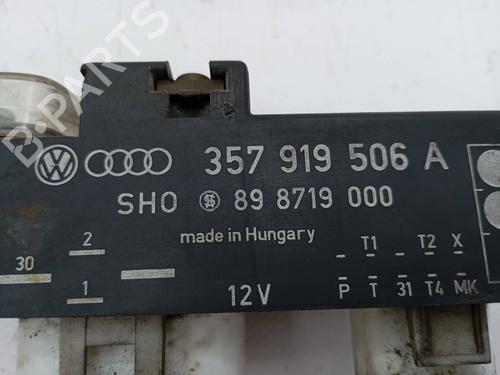 B-PARTS
357 919 506 A
SHO 89 8719 000
made in Hungary
2
T1 T2 X
30
1
12V
P T 31 T4 MK